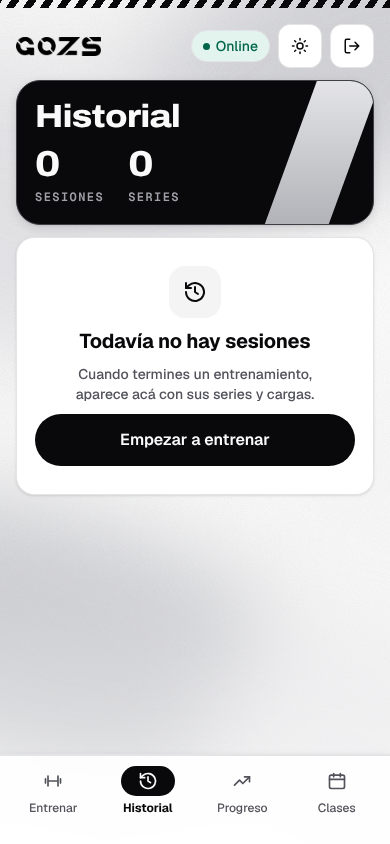 GOZS
Online
Historial
0 0
SESIONES SERIES
Todavía no hay sesiones
Cuando termines un entrenamiento,
aparece acá con sus series y cargas.
Empezar a entrenar
Entrenar Historial Progreso Clases